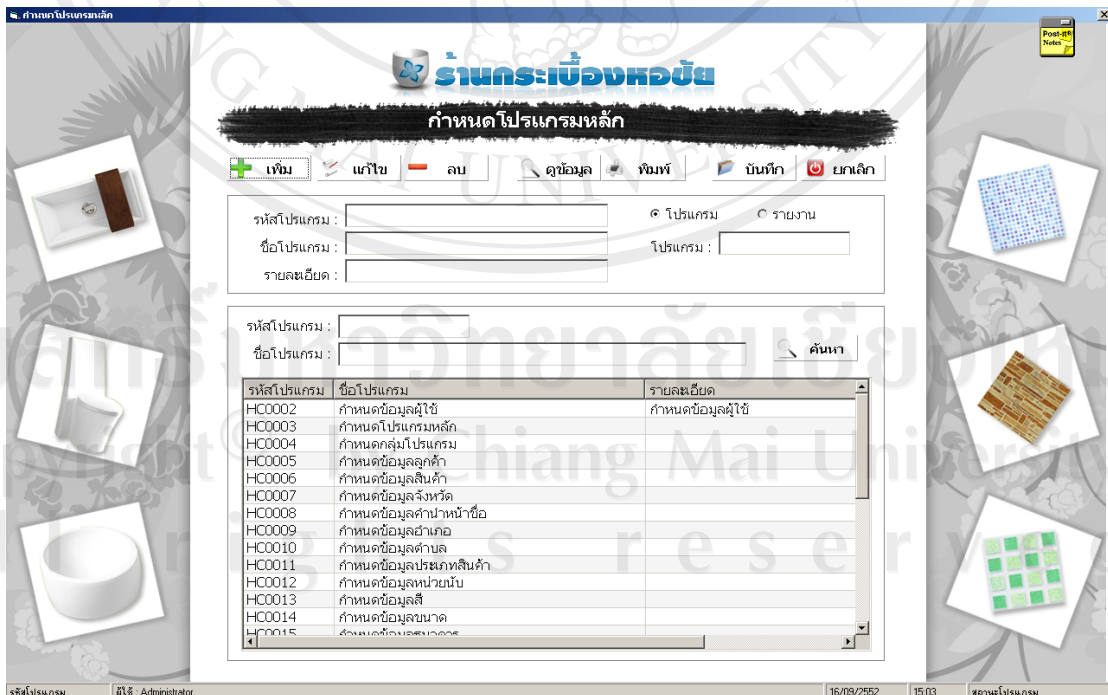 กำหนดโปรแกรมหลัก
Post-it®
Notes
ร้านกระเบื้องหอชัย
กำหนดโปรแกรมหลัก
เพิ่ม แก้ไข ลบ ดูข้อมูล พิมพ์ บันทึก ยกเลิก
รหัสโปรแกรม : โปรแกรม รายงาน
ชื่อโปรแกรม : โปรแกรม :
รายละเอียด :
รหัสโปรแกรม :
ชื่อโปรแกรม : ค้นหา
รหัสโปรแกรม ชื่อโปรแกรม รายละเอียด
HC0002 กำหนดข้อมูลผู้ใช้ กำหนดข้อมูลผู้ใช้
HC0003 กำหนดโปรแกรมหลัก
HC0004 กำหนดกลุ่มโปรแกรม
HC0005 กำหนดข้อมูลลูกค้า
HC0006 กำหนดข้อมูลสินค้า
HC0007 กำหนดข้อมูลจังหวัด
HC0008 กำหนดข้อมูลคำนำหน้าชื่อ
HC0009 กำหนดข้อมูลอำเภอ
HC0010 กำหนดข้อมูลตำบล
HC0011 กำหนดข้อมูลประเภทสินค้า
HC0012 กำหนดข้อมูลหน่วยนับ
HC0013 กำหนดข้อมูลสี
HC0014 กำหนดข้อมูลขนาด
HC0015 กำหนดข้อมูลธนาคาร
รหัสโปรแกรม ผู้ใช้ : Administrator 16/09/2552 15:03 สถานะโปรแกรม